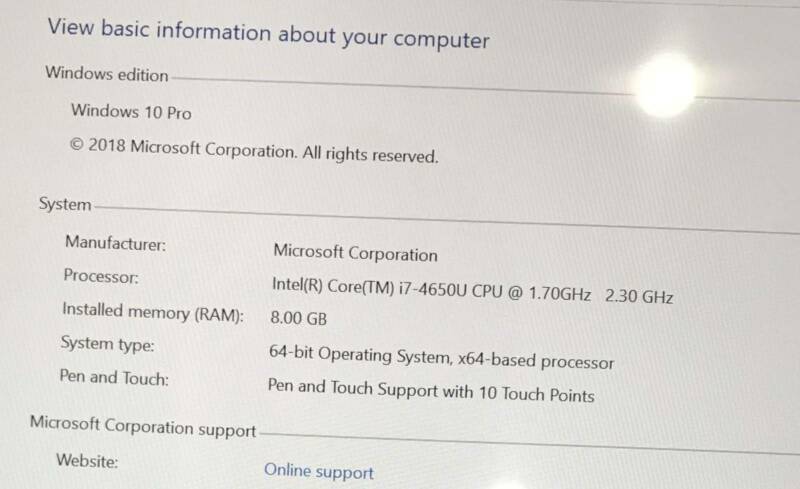 View basic information about your computer
Windows edition
Windows 10 Pro
© 2018 Microsoft Corporation. All rights reserved.
System
Manufacturer: Microsoft Corporation
Processor: Intel(R) Core(TM) i7-4650U CPU @ 1.70GHz 2.30 GHz
Installed memory (RAM): 8.00 GB
System type: 64-bit Operating System, x64-based processor
Pen and Touch: Pen and Touch Support with 10 Touch Points
Microsoft Corporation support
Website: Online support